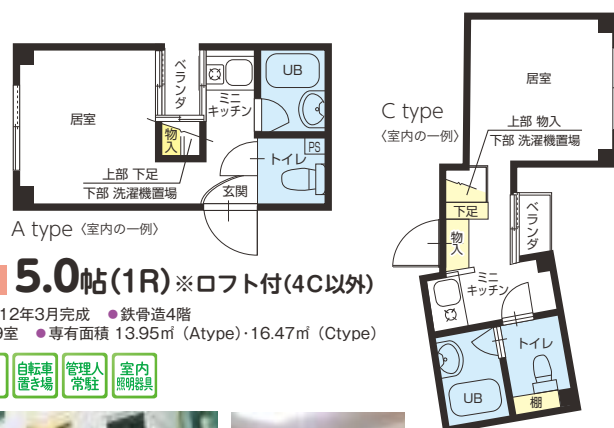 ベランダ
UB
居室
ミニ
キッチン
物入
トイレ
PS
上部 下足
下部 洗濯機置場
玄関
A type 〈室内の一例〉
C type
〈室内の一例〉
居室
上部 物入
下部 洗濯機置場
下足
物入
ベランダ
ミニ
キッチン
トイレ
UB
棚
5.0帖(1R)※ロフト付(4C以外)
12年3月完成 ●鉄骨造4階
室 ●専有面積 13.95㎡（Atype）・16.47㎡（Ctype）
自転車
置き場
管理人
常駐
室内
照明器具